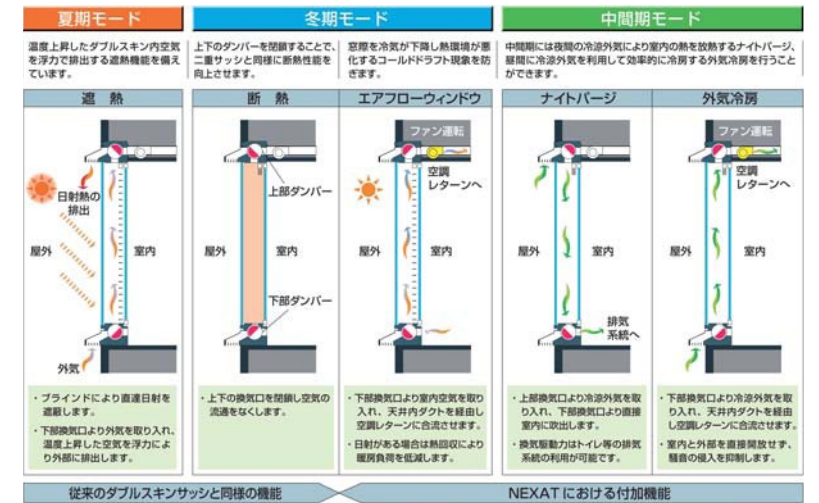 夏期モード
冬期モード
中間期モード
温度上昇したダブルスキン内空気
を浮力で排出する遮熱機能を備え
ています。
上下のダンパーを閉鎖することで、
二重サッシと同様に断熱性能を
向上させます。
窓際を冷気が下降し熱環境が悪
化するコールドドラフト現象を防
ぎます。
中間期には夜間の冷涼外気により室内の熱を放熱するナイトパージ、
昼間に冷涼外気を利用して効率的に冷房する外気冷房を行うこと
ができます。
遮 熱
断 熱
エアフローウィンドウ
ナイトパージ
外気冷房
日射熱の
排出
屋外
室内
外気
上部ダンパー
屋外
室内
下部ダンパー
ファン運転
空調
レターンへ
屋外
室内
屋外
室内
排気
系統へ
ファン運転
空調
レターンへ
屋外
室内
・ブラインドにより直達日射を
遮蔽します。
・下部換気口より外気を取り入れ、
温度上昇した空気を浮力によ
り外部に排出します。
・上下の換気口を閉鎖し空気の
流通をなくします。
・下部換気口より室内空気を取り
入れ、天井内ダクトを経由し
空調レターンに合流させます。
・日射がある場合は熱回収により
暖房負荷を低減します。
・上部換気口より冷涼外気を取
り入れ、下部換気口より直接
室内に吹出します。
・換気駆動力はトイレ等の排気
系統の利用が可能です。
・下部換気口より冷涼外気を取
り入れ、天井内ダクトを経由
し空調レターンに合流させます。
・室内と外部を直接開放せず、
騒音の侵入を抑制します。
従来のダブルスキンサッシと同様の機能
NEXATにおける付加機能